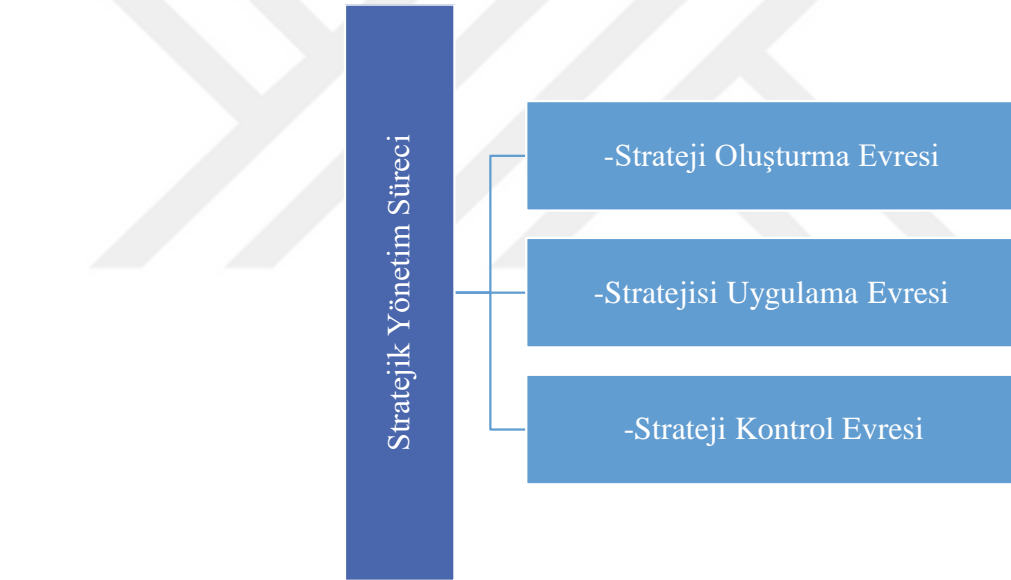 Stratejik Yönetim Süreci
-Strateji Oluşturma Evresi
-Stratejisi Uygulama Evresi
-Strateji Kontrol Evresi